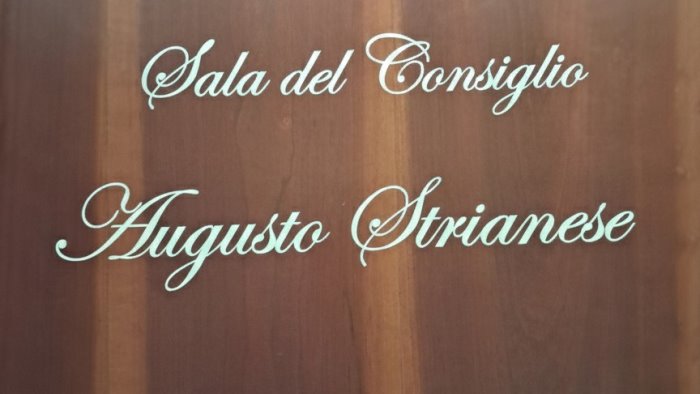 Sala del Consiglio
Augusto Strianese